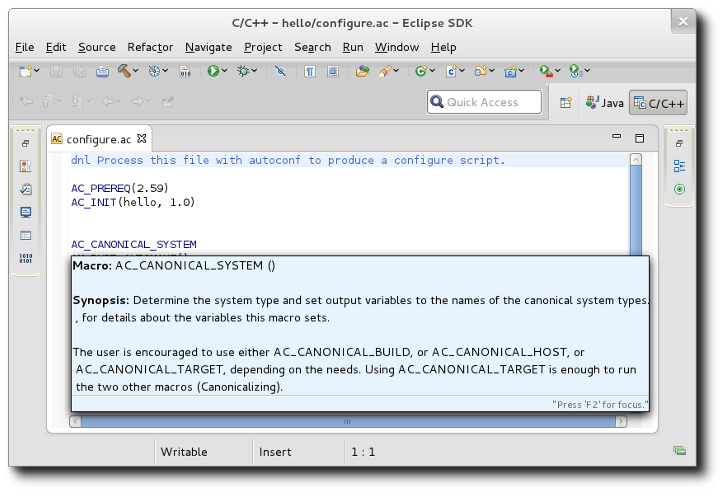 C/C++ - hello/configure.ac - Eclipse SDK
File Edit Source Refactor Navigate Project Search Run Window Help
Quick Access Java C/C++
configure.ac
dnl Process this file with autoconf to produce a configure script.
AC_PREREQ(2.59)
AC_INIT(hello, 1.0)
AC_CANONICAL_SYSTEM
Macro: AC_CANONICAL_SYSTEM ()
Synopsis: Determine the system type and set output variables to the names of the canonical system types.
, for details about the variables this macro sets.
The user is encouraged to use either AC_CANONICAL_BUILD, or AC_CANONICAL_HOST, or
AC_CANONICAL_TARGET, depending on the needs. Using AC_CANONICAL_TARGET is enough to run
the two other macros (Canonicalizing).
"Press 'F2' for focus."
Writable Insert 1 : 1